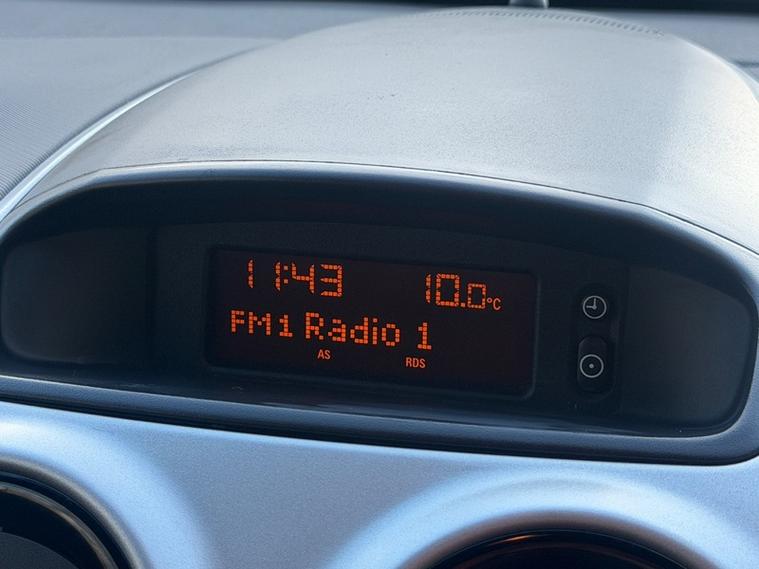 11:43 10.0°C
FM1 Radio 1
AS RDS